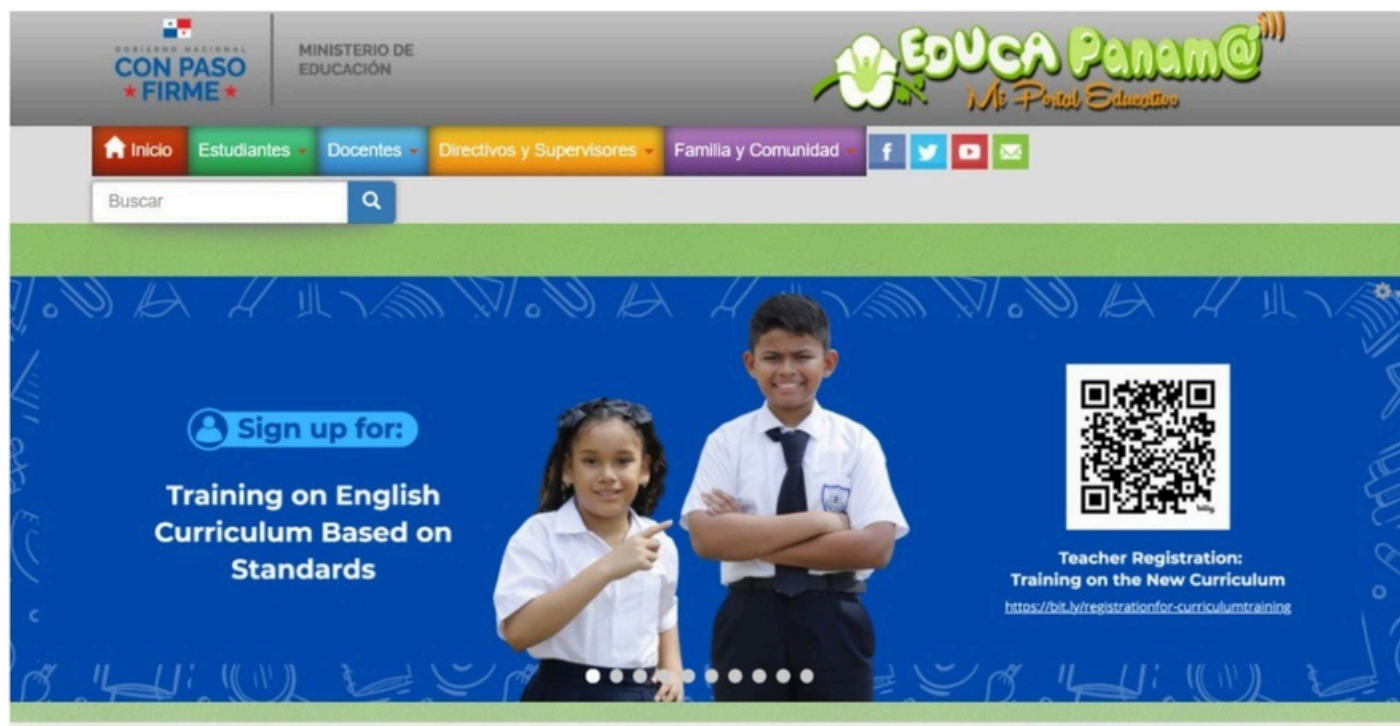 GOBIERNO NACIONAL
CON PASO
FIRME
MINISTERIO DE
EDUCACIÓN
EDUCA Panam@
Mi Portal Educativo
Inicio Estudiantes Docentes Directivos y Supervisores Familia y Comunidad
Buscar
Sign up for:
Training on English
Curriculum Based on
Standards
bitly
Teacher Registration:
Training on the New Curriculum
https://bit.ly/registrationfor-curriculumtraining